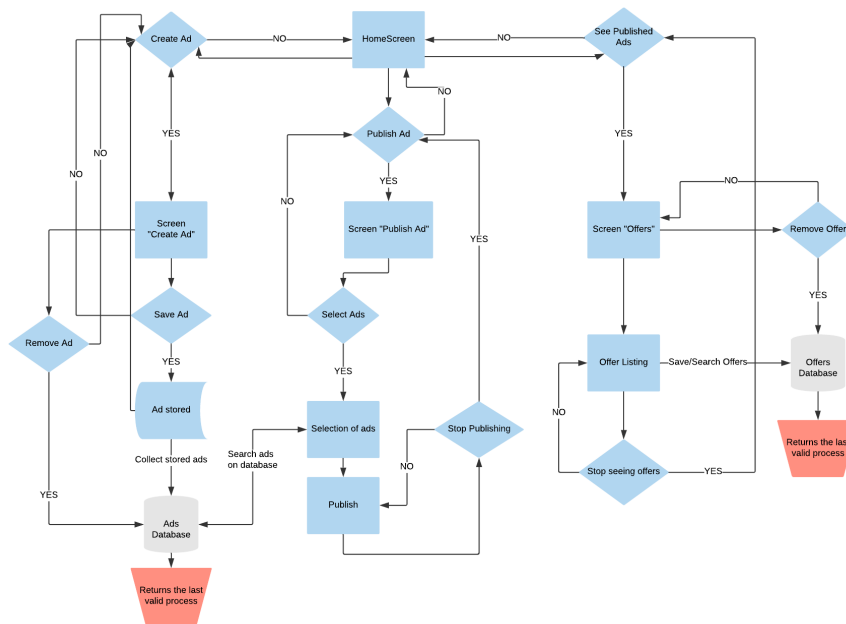 Create Ad
NO
HomeScreen
NO
See Published
Ads
NO
YES
Publish Ad
YES
NO
NO
YES
NO
Screen
"Create Ad"
NO
Screen "Publish Ad"
YES
Screen "Offers"
Remove Offer
Save Ad
Select Ads
YES
Remove Ad
YES
YES
Offer Listing
Save/Search Offers
Offers
Database
Ad stored
NO
Selection of ads
Stop Publishing
Returns the las
valid process
Collect stored ads
Search ads
on database
NO
Stop seeing offers
YES
YES
Publish
Ads
Database
Returns the last
valid process